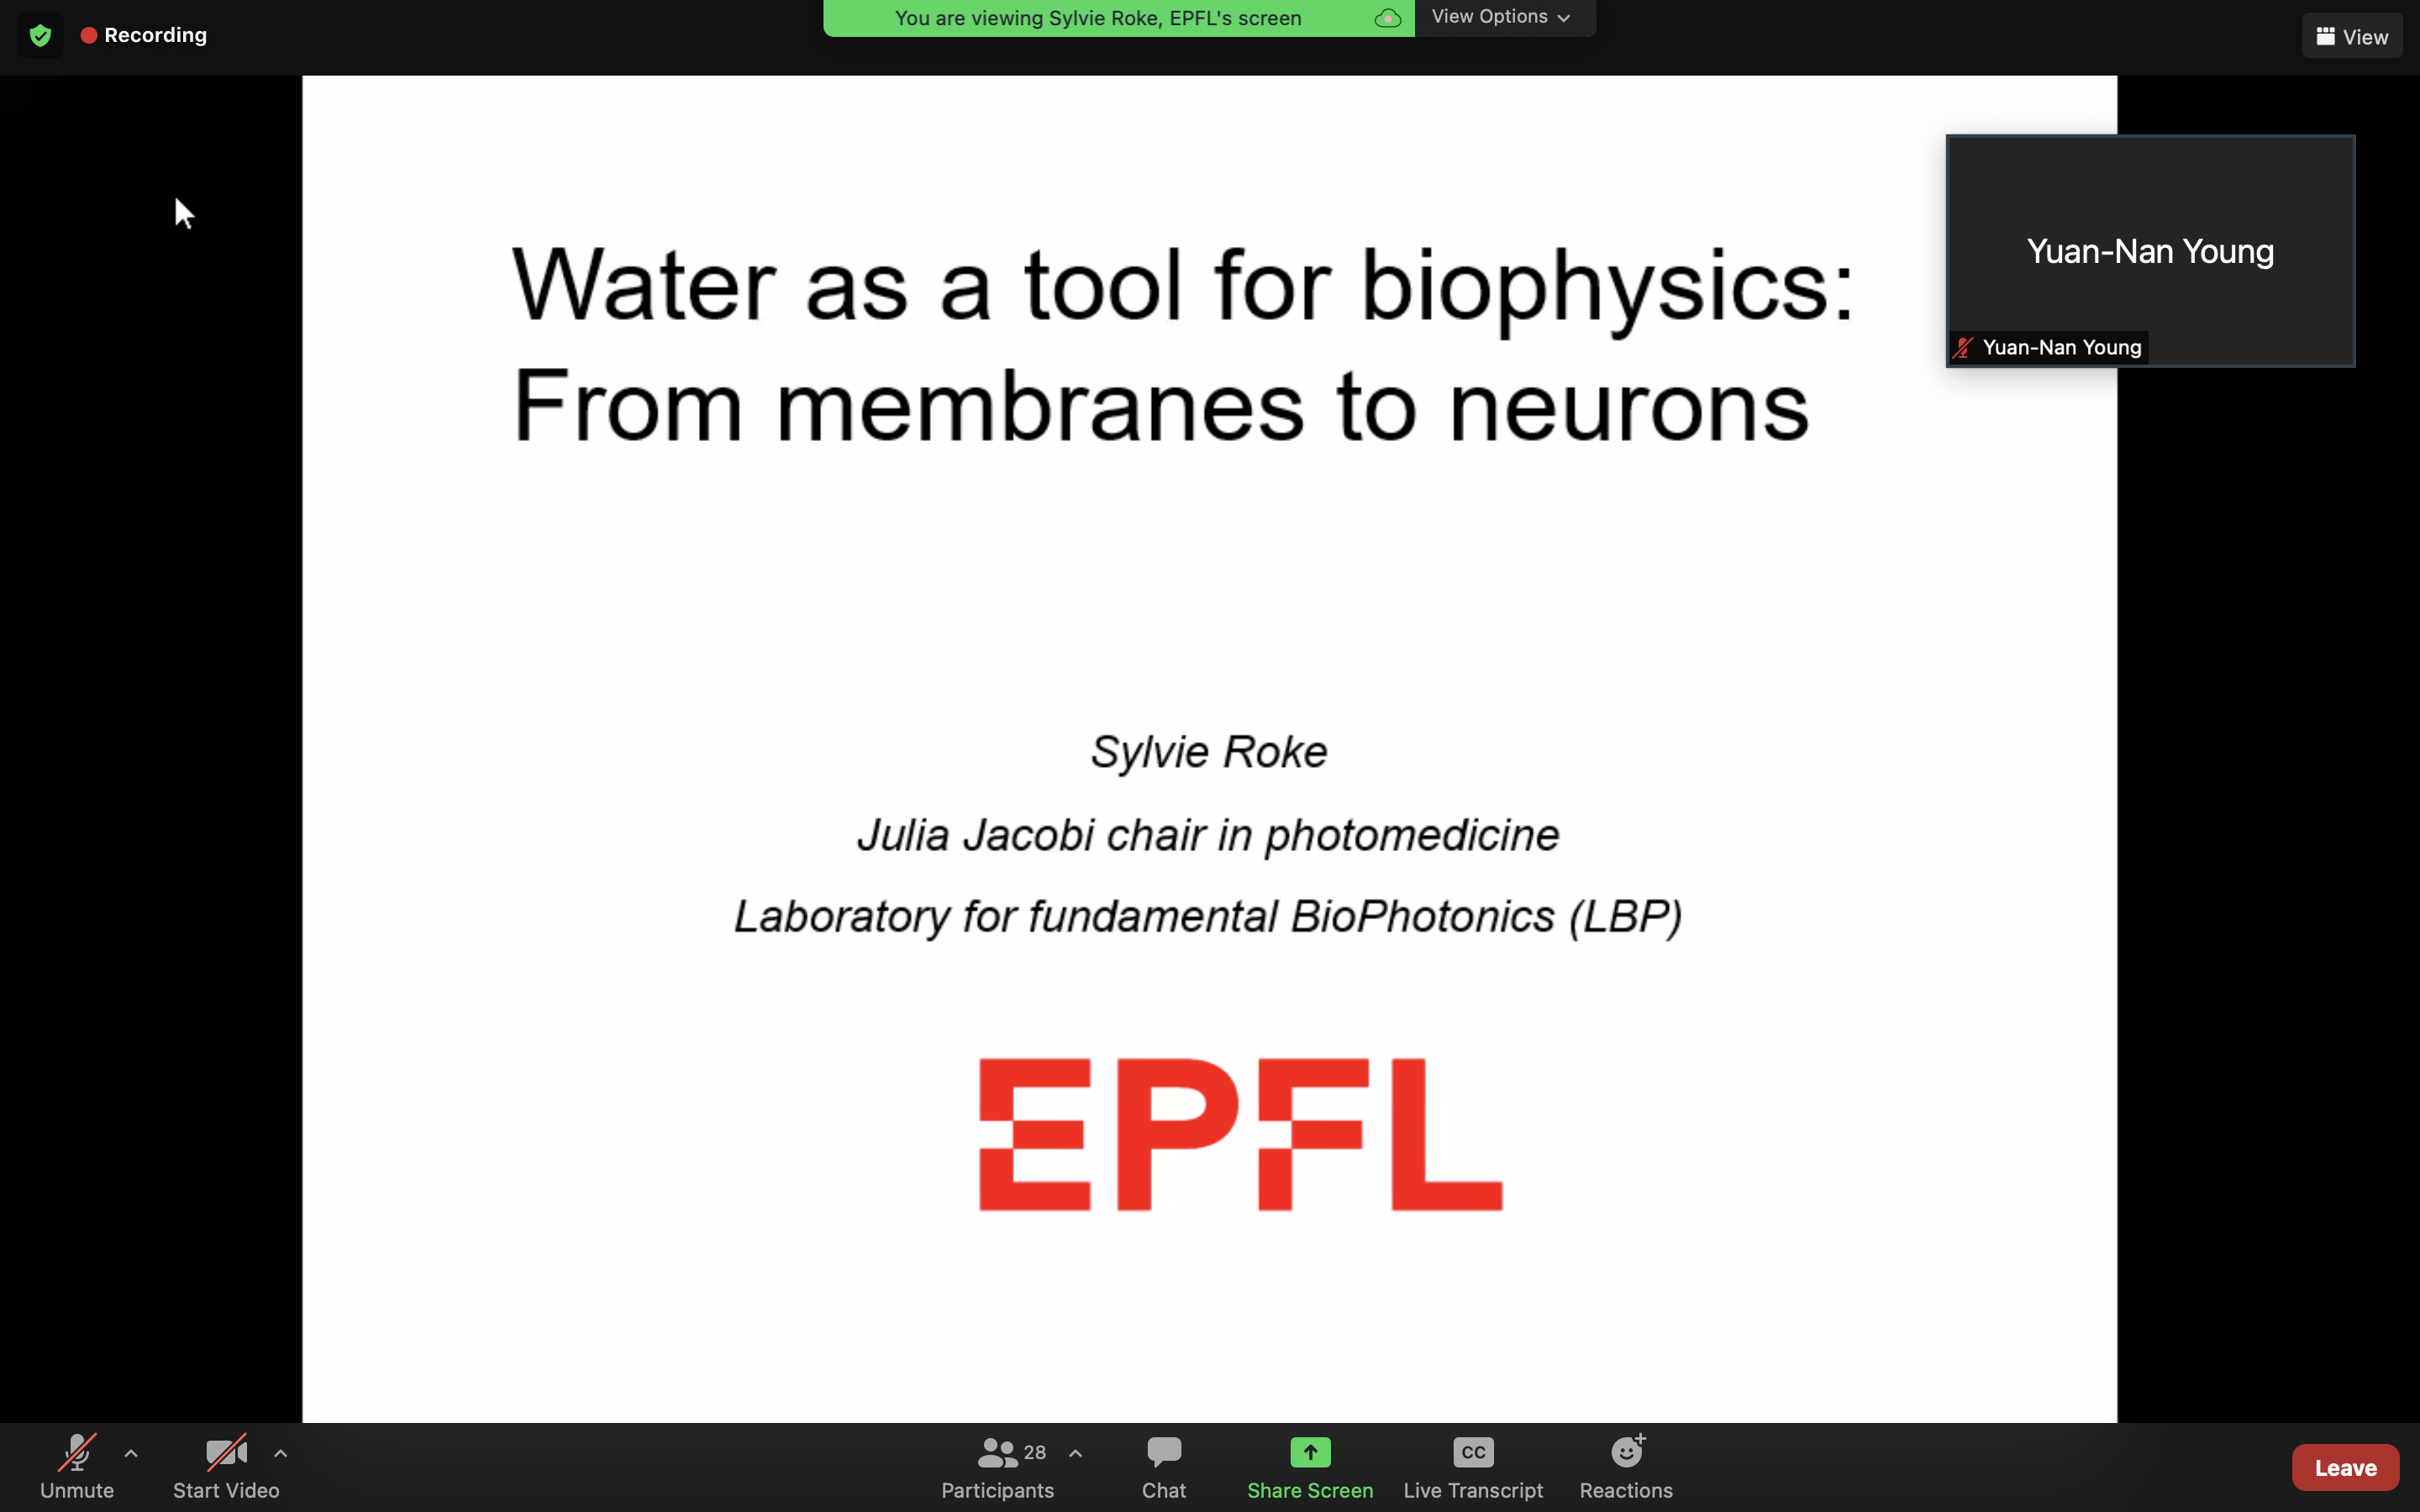 Recording
You are viewing Sylvie Roke, EPFL's screen
View Options
View
Water as a tool for biophysics:
From membranes to neurons
Yuan-Nan Young
Yuan-Nan Young
Sylvie Roke
Julia Jacobi chair in photomedicine
Laboratory for fundamental BioPhotonics (LBP)
EPFL
Unmute
Start Video
28
Participants
Chat
Share Screen
CC
Live Transcript
Reactions
Leave